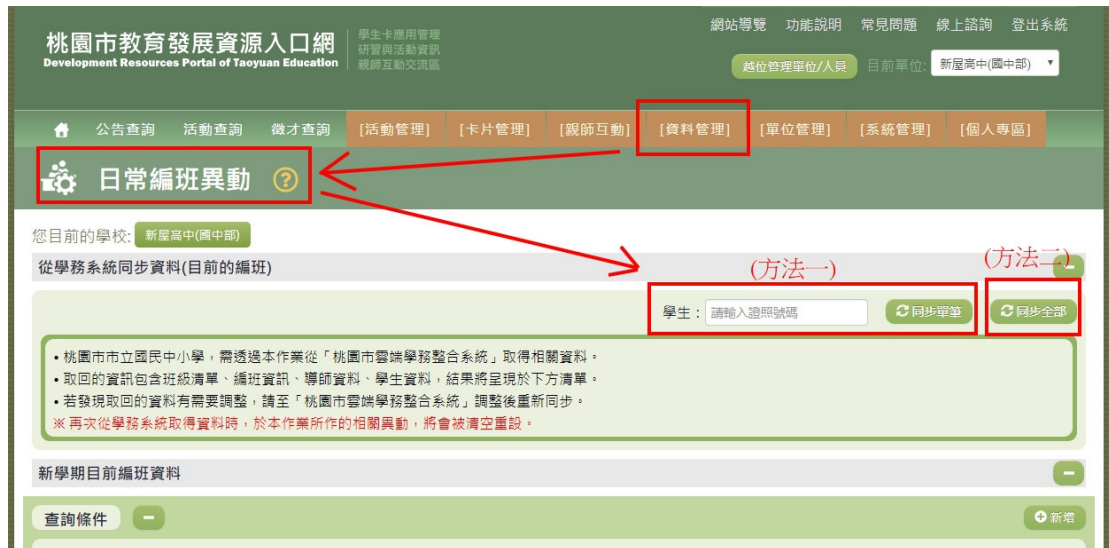 網站導覽 功能說明 常見問題 線上諮詢 登出系統
桃園市教育發展資源入口網
Development Resources Portal of Taoyuan Education
學生卡應用管理
研習與活動資訊
親師互動交流區
越位管理單位/人員 目前單位: 新屋高中(國中部)
公告查詢 活動查詢 徵才查詢 [活動管理] [卡片管理] [親師互動] [資料管理] [單位管理] [系統管理] [個人專區]
日常編班異動 ?
您目前的學校: 新屋高中(國中部)
從學務系統同步資料(目前的編班)
(方法一) (方法二)
學生: 請輸入證照號碼 同步單筆 同步全部
•桃園市市立國民中小學,需透過本作業從「桃園市雲端學務整合系統」取得相關資料。
•取回的資訊包含班級清單、編班資訊、導師資料、學生資料,結果將呈現於下方清單。
•若發現取回的資料有需要調整,請至「桃園市雲端學務整合系統」調整後重新同步。
※再次從學務系統取得資料時,於本作業所作的相關異動,將會被清空重設。
新學期目前編班資料
查詢條件 新增